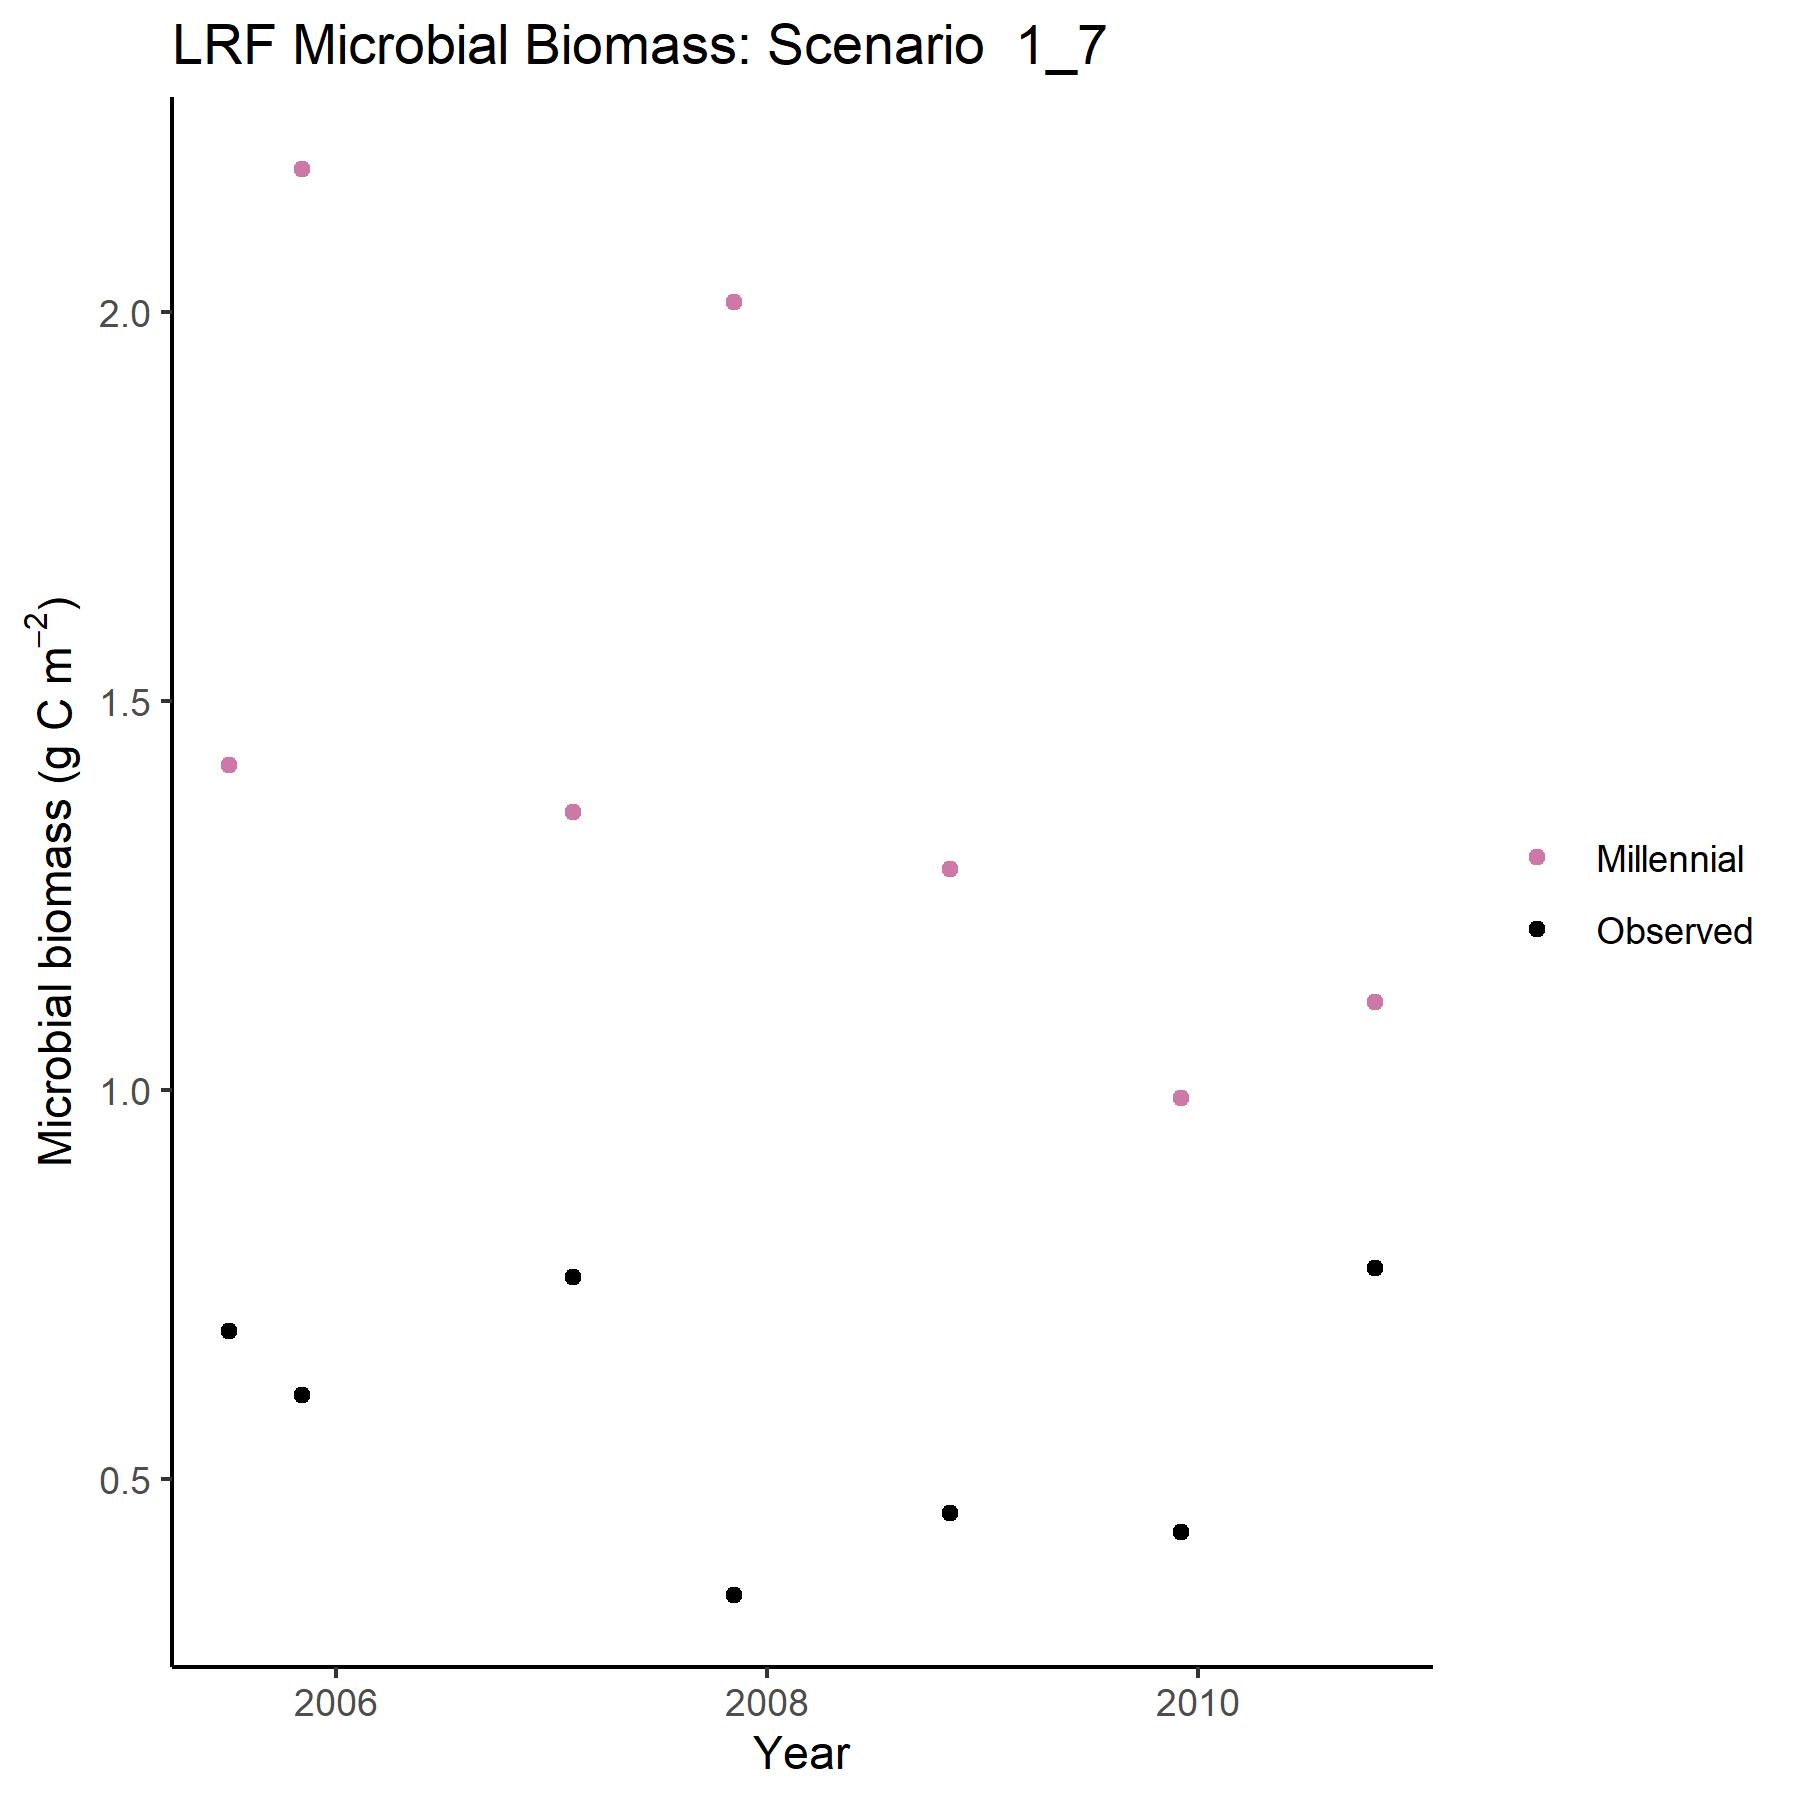 LRF Microbial Biomass: Scenario  1_7
Microbial biomass (g C m⁻²)
2.0
1.5
1.0
0.5
2006
2008
2010
Year
Millennial
Observed